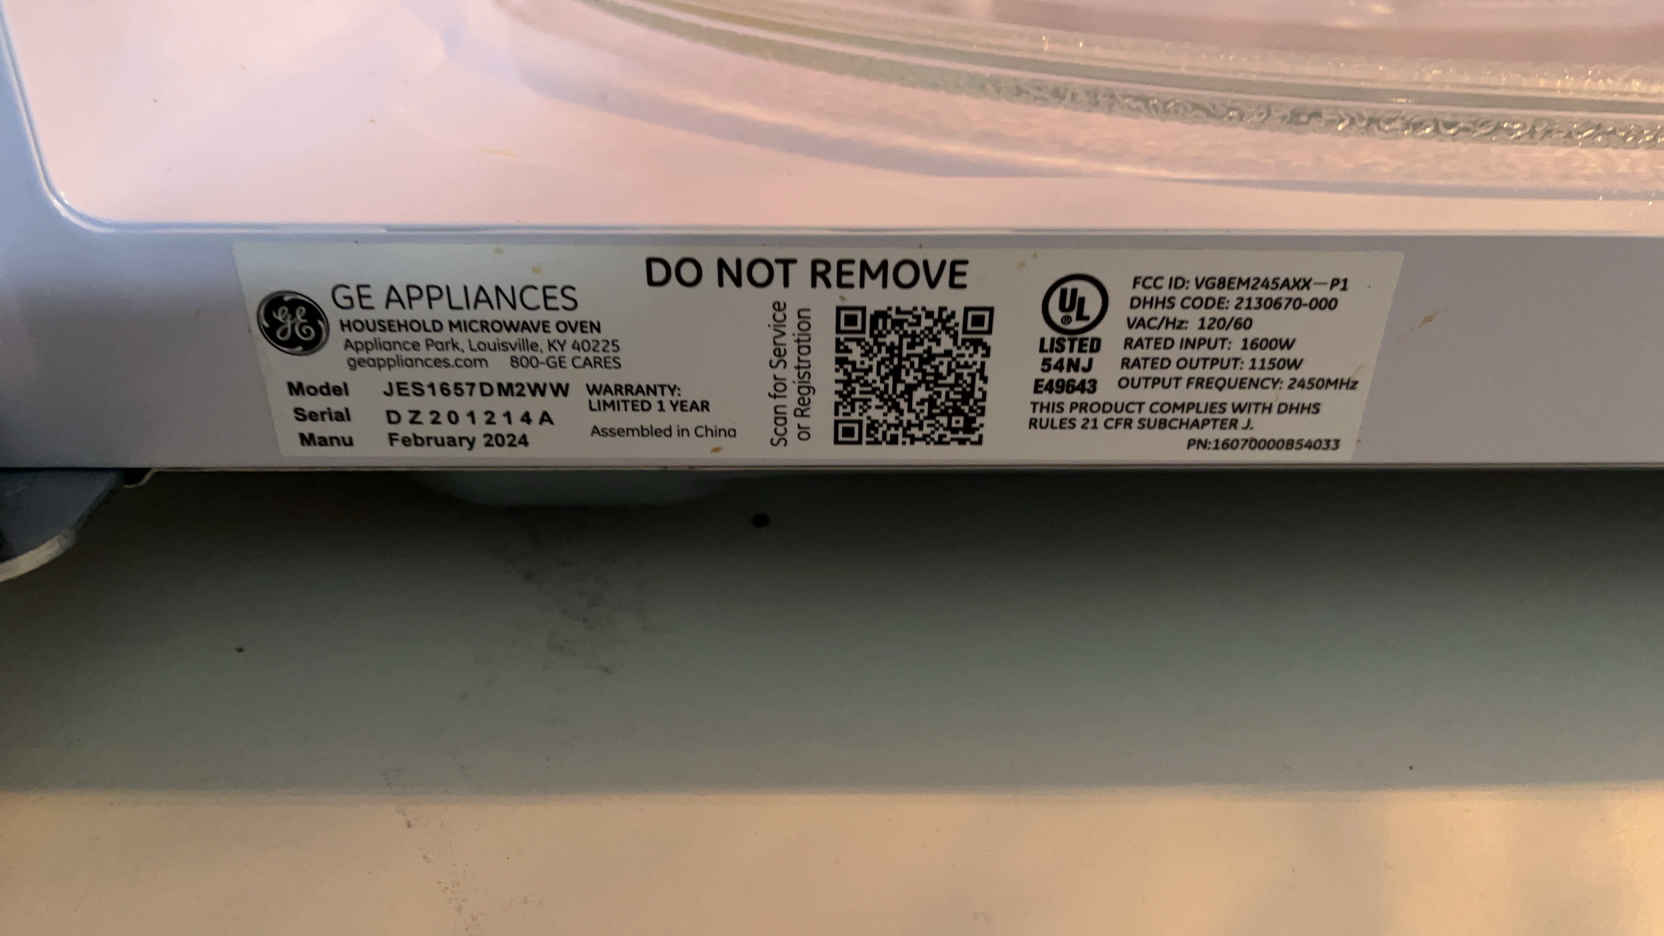 DO NOT REMOVE
GE APPLIANCES
HOUSEHOLD MICROWAVE OVEN
Appliance Park, Louisville, KY 40225
geappliances.com 800-GE CARES
Model JES1657DM2WW
Serial DZ201214A
Manu February 2024
WARRANTY:
LIMITED 1 YEAR
Assembled in China
Scan for Service
or Registration
GE
UL
®
LISTED
54NJ
E49643
FCC ID: VG8EM245AXX-P1
DHHS CODE: 2130670-000
VAC/Hz: 120/60
RATED INPUT: 1600W
RATED OUTPUT: 1150W
OUTPUT FREQUENCY: 2450MHz
THIS PRODUCT COMPLIES WITH DHHS
RULES 21 CFR SUBCHAPTER J.
PN:16070000B54033